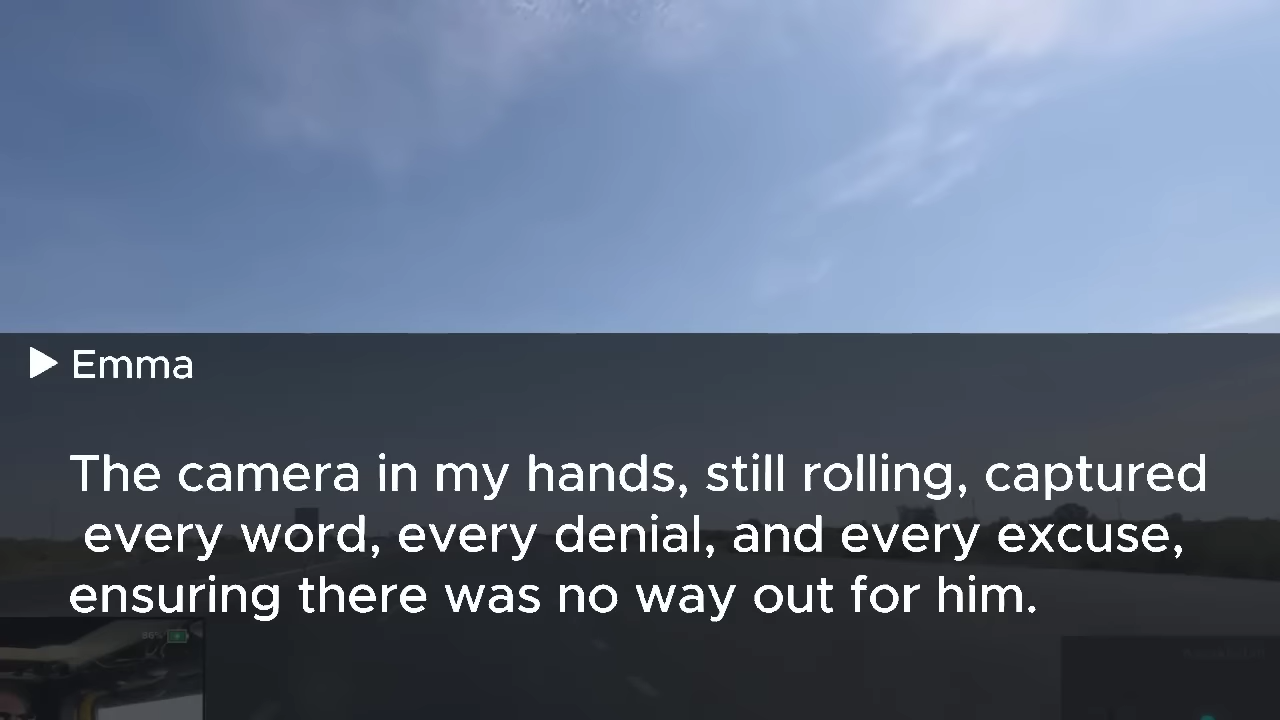 Emma
The camera in my hands, still rolling, captured
every word, every denial, and every excuse,
ensuring there was no way out for him.
86%